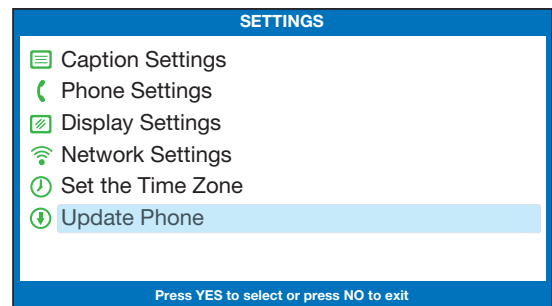 SETTINGS
Caption Settings
Phone Settings
Display Settings
Network Settings
Set the Time Zone
Update Phone
Press YES to select or press NO to exit